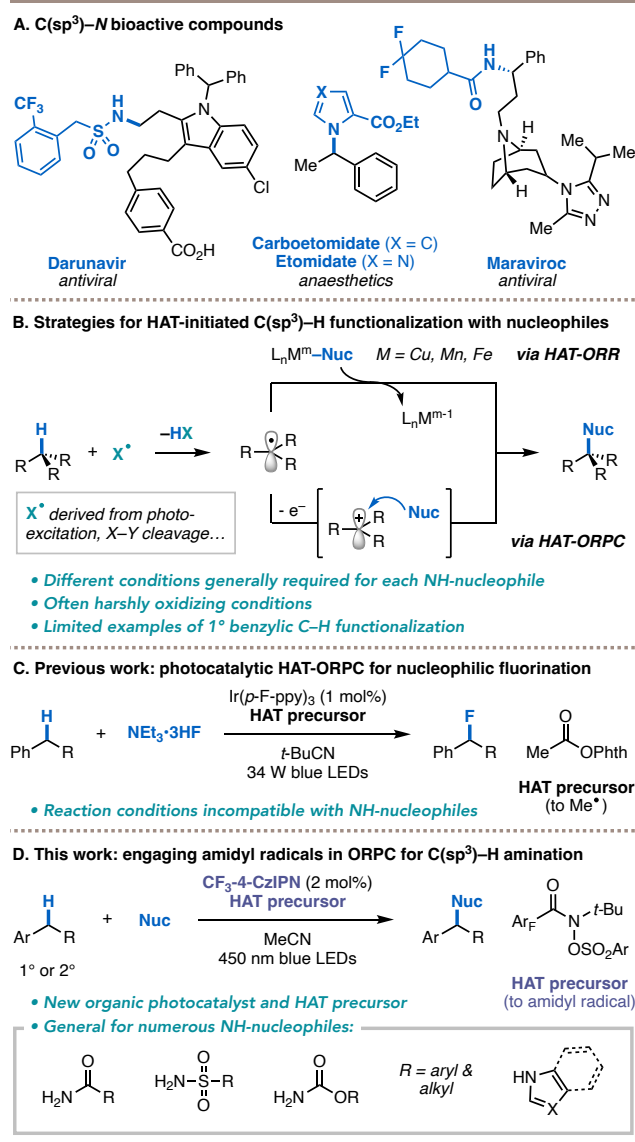 A. C(sp³)–N bioactive compounds
CF₃
H
N
S
O O
Ph Ph
N
Cl
CO₂H
Darunavir
antiviral
X
N
CO₂Et
Me
Carboetomidate (X = C)
Etomidate (X = N)
anaesthetics
F
F
H
N
Ph
O
N
H
H
Me
Me
N
N
N
Me
Maraviroc
antiviral
B. Strategies for HAT-initiated C(sp³)–H functionalization with nucleophiles
LₙMᵐ–Nuc M = Cu, Mn, Fe via HAT-ORR
LₙMᵐ⁻¹
H
R R
R
+ X•
–HX
R R
R
Nuc
R R
R
X• derived from photo-
excitation, X–Y cleavage…
- e⁻
R + R
R
Nuc
via HAT-ORPC
• Different conditions generally required for each NH-nucleophile
• Often harshly oxidizing conditions
• Limited examples of 1° benzylic C–H functionalization
C. Previous work: photocatalytic HAT-ORPC for nucleophilic fluorination
H
Ph R
+ NEt₃•3HF
Ir(p-F-ppy)₃ (1 mol%)
HAT precursor
t-BuCN
34 W blue LEDs
F
Ph R
O
Me OPhth
HAT precursor
(to Me•)
• Reaction conditions incompatible with NH-nucleophiles
D. This work: engaging amidyl radicals in ORPC for C(sp³)–H amination
H
Ar R
1° or 2°
+ Nuc
CF₃-4-CzIPN (2 mol%)
HAT precursor
MeCN
450 nm blue LEDs
Nuc
Ar R
O
Ar_F N t-Bu
OSO₂Ar
HAT precursor
(to amidyl radical)
• New organic photocatalyst and HAT precursor
• General for numerous NH-nucleophiles:
O
H₂N R
O
H₂N–S–R
O
O
H₂N OR
R = aryl &
alkyl
HN
X